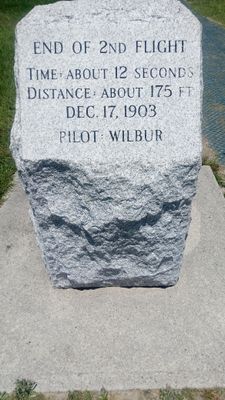 END OF 2ND FLIGHT
TIME: ABOUT 12 SECONDS
DISTANCE: ABOUT 175 FT
DEC. 17, 1903
PILOT: WILBUR